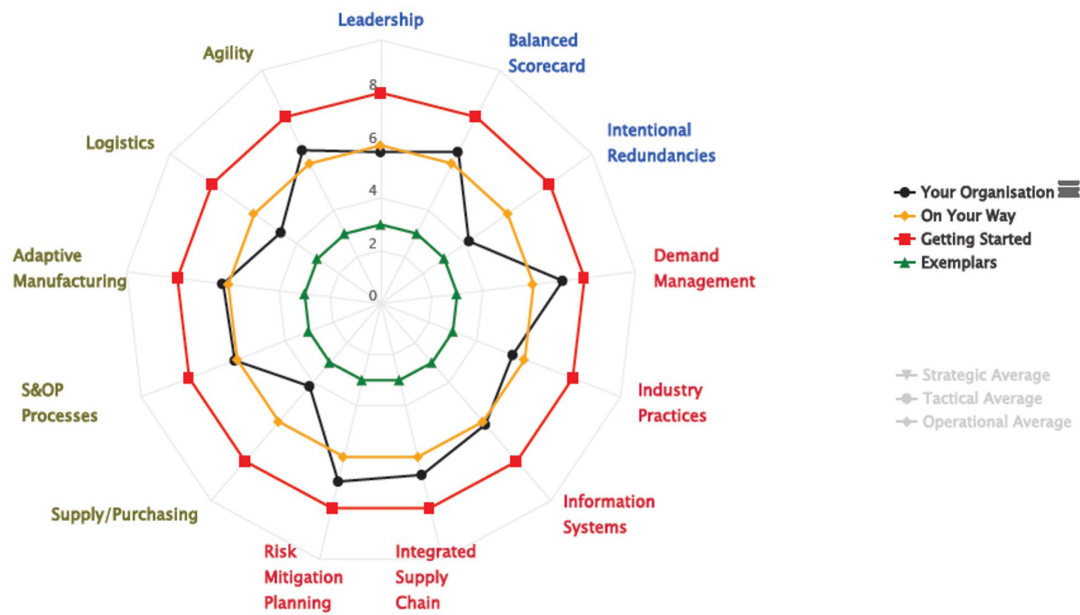 Leadership
Balanced
Scorecard
Intentional
Redundancies
Demand
Management
Industry
Practices
Information
Systems
Integrated
Supply
Chain
Risk
Mitigation
Planning
Supply/Purchasing
S&OP
Processes
Adaptive
Manufacturing
Logistics
Agility
8
6
4
2
0
Your Organisation
On Your Way
Getting Started
Exemplars
Strategic Average
Tactical Average
Operational Average